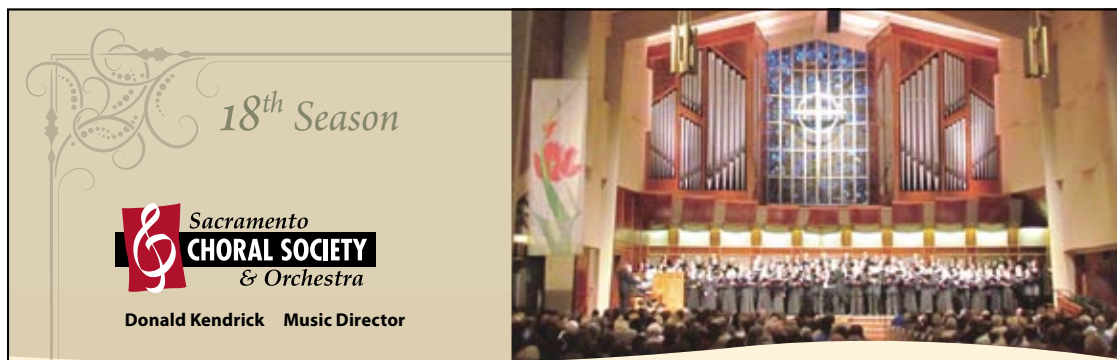 18th Season
Sacramento
CHORAL SOCIETY
& Orchestra
Donald Kendrick Music Director